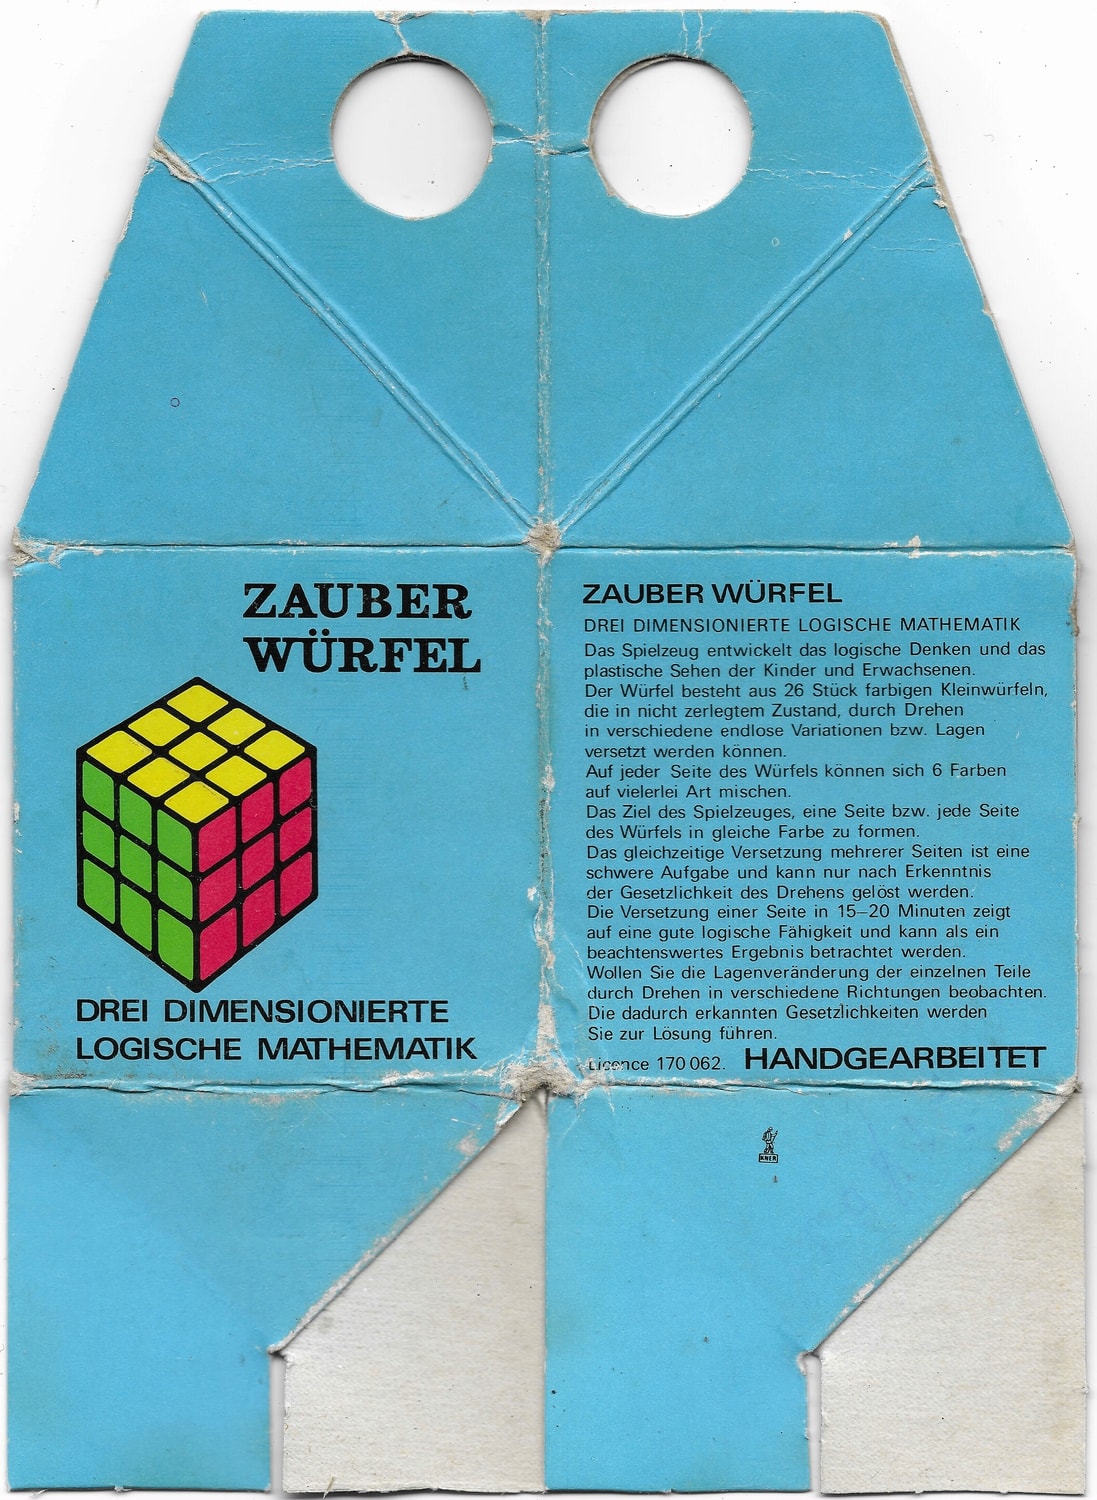 ZAUBER
WÜRFEL
DREI DIMENSIONIERTE
LOGISCHE MATHEMATIK
ZAUBER WÜRFEL
DREI DIMENSIONIERTE LOGISCHE MATHEMATIK
Das Spielzeug entwickelt das logische Denken und das
plastische Sehen der Kinder und Erwachsenen.
Der Würfel besteht aus 26 Stück farbigen Kleinwürfeln,
die in nicht zerlegtem Zustand, durch Drehen
in verschiedene endlose Variationen bzw. Lagen
versetzt werden können.
Auf jeder Seite des Würfels können sich 6 Farben
auf vielerlei Art mischen.
Das Ziel des Spielzeuges, eine Seite bzw. jede Seite
des Würfels in gleiche Farbe zu formen.
Das gleichzeitige Versetzung mehrerer Seiten ist eine
schwere Aufgabe und kann nur nach Erkenntnis
der Gesetzlichkeit des Drehens gelöst werden.
Die Versetzung einer Seite in 15–20 Minuten zeigt
auf eine gute logische Fähigkeit und kann als ein
beachtenswertes Ergebnis betrachtet werden.
Wollen Sie die Lagenveränderung der einzelnen Teile
durch Drehen in verschiedene Richtungen beobachten.
Die dadurch erkannten Gesetzlichkeiten werden
Sie zur Lösung führen.
Licence 170 062. HANDGEARBEITET
KNER